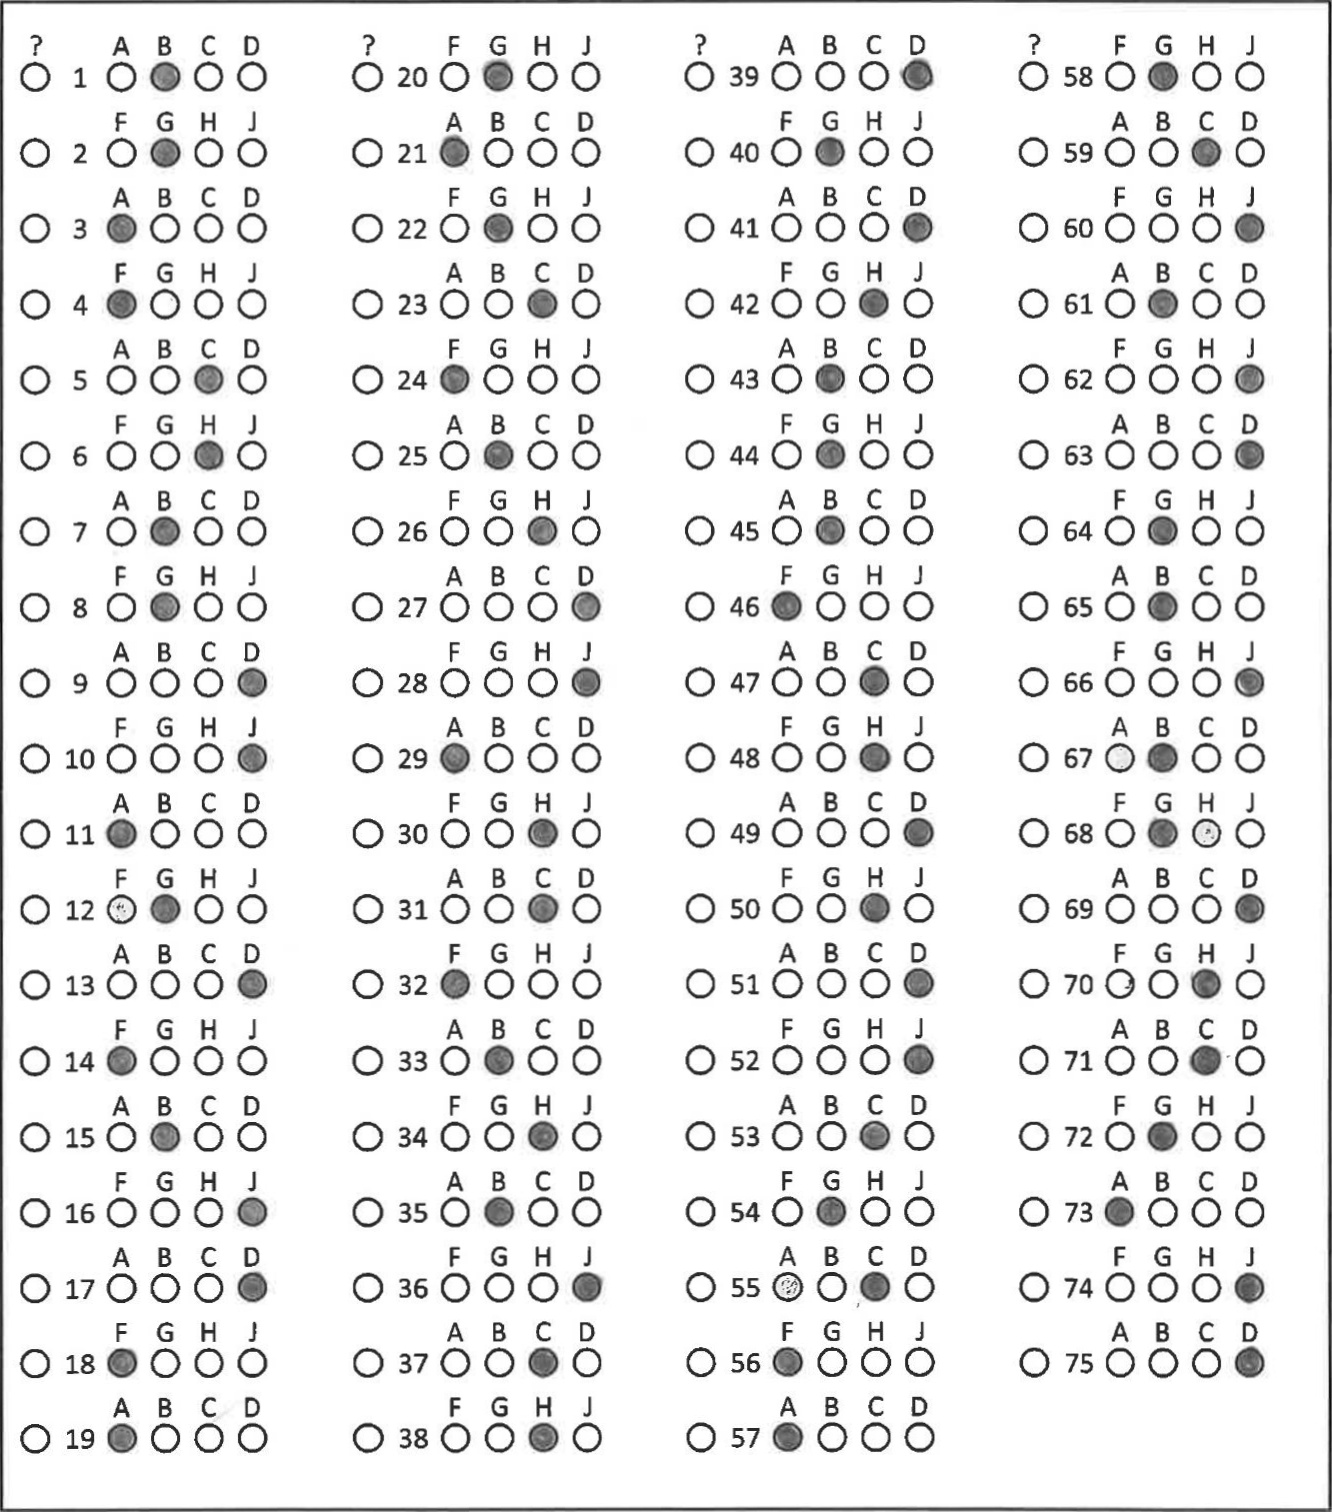 ? A B C D
1
F G H J
2
A B C D
3
F G H J
4
A B C D
5
F G H J
6
A B C D
7
F G H J
8
A B C D
9
F G H J
10
A B C D
11
F G H J
12
A B C D
13
F G H J
14
A B C D
15
F G H J
16
A B C D
17
F G H J
18
A B C D
19
? F G H J
20
A B C D
21
F G H J
22
A B C D
23
F G H J
24
A B C D
25
F G H J
26
A B C D
27
F G H J
28
A B C D
29
F G H J
30
A B C D
31
F G H J
32
A B C D
33
F G H J
34
A B C D
35
F G H J
36
A B C D
37
F G H J
38
? A B C D
39
F G H J
40
A B C D
41
F G H J
42
A B C D
43
F G H J
44
A B C D
45
F G H J
46
A B C D
47
F G H J
48
A B C D
49
F G H J
50
A B C D
51
F G H J
52
A B C D
53
F G H J
54
A B C D
55
F G H J
56
A B C D
57
? F G H J
58
A B C D
59
F G H J
60
A B C D
61
F G H J
62
A B C D
63
F G H J
64
A B C D
65
F G H J
66
A B C D
67
F G H J
68
A B C D
69
F G H J
70
A B C D
71
F G H J
72
A B C D
73
F G H J
74
A B C D
75